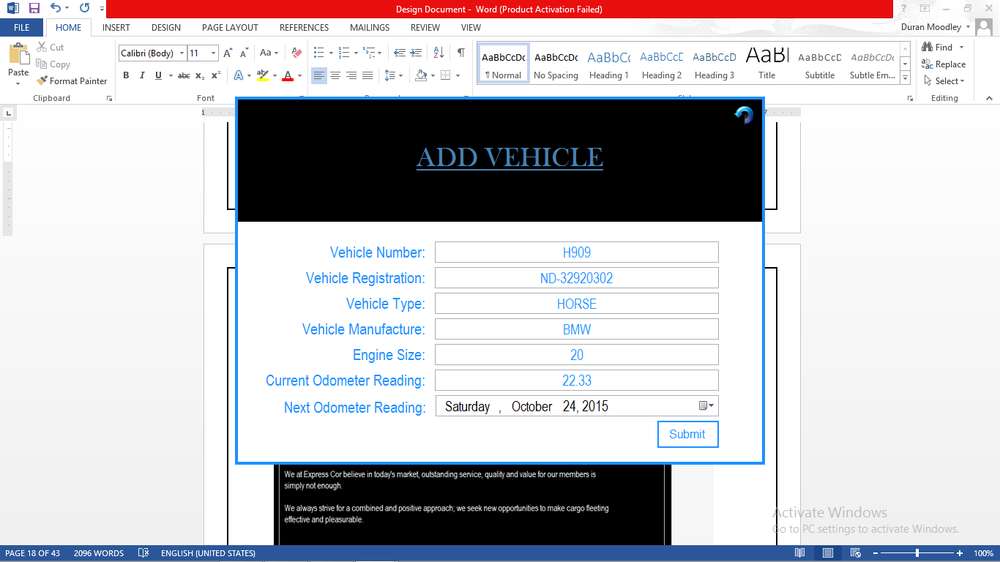 Design Document - Word (Product Activation Failed)
FILE HOME INSERT DESIGN PAGE LAYOUT REFERENCES MAILINGS REVIEW VIEW
Duran Moodley
Paste
Cut
Copy
Format Painter
Clipboard
Calibri (Body) 11
Font
AaBbCcDc AaBbCcDc AaBbCc AaBbCcD AaBbCcD AaBl AaBbCcD AaBbCcDc
¶ Normal No Spacing Heading 1 Heading 2 Heading 3 Title Subtitle Subtle Em...
Find
Replace
Select
Editing
ADD VEHICLE
Vehicle Number: H909
Vehicle Registration: ND-32920302
Vehicle Type: HORSE
Vehicle Manufacture: BMW
Engine Size: 20
Current Odometer Reading: 22.33
Next Odometer Reading: Saturday , October 24, 2015
Submit
We at Express Cor believe in today's market, outstanding service, quality and value for our members is
simply not enough.
We always strive for a combined and positive approach; we seek new opportunities to make cargo fleeting
effective and pleasurable.
Activate Windows
Go to PC settings to activate Windows.
PAGE 18 OF 43 2096 WORDS ENGLISH (UNITED STATES) 100%